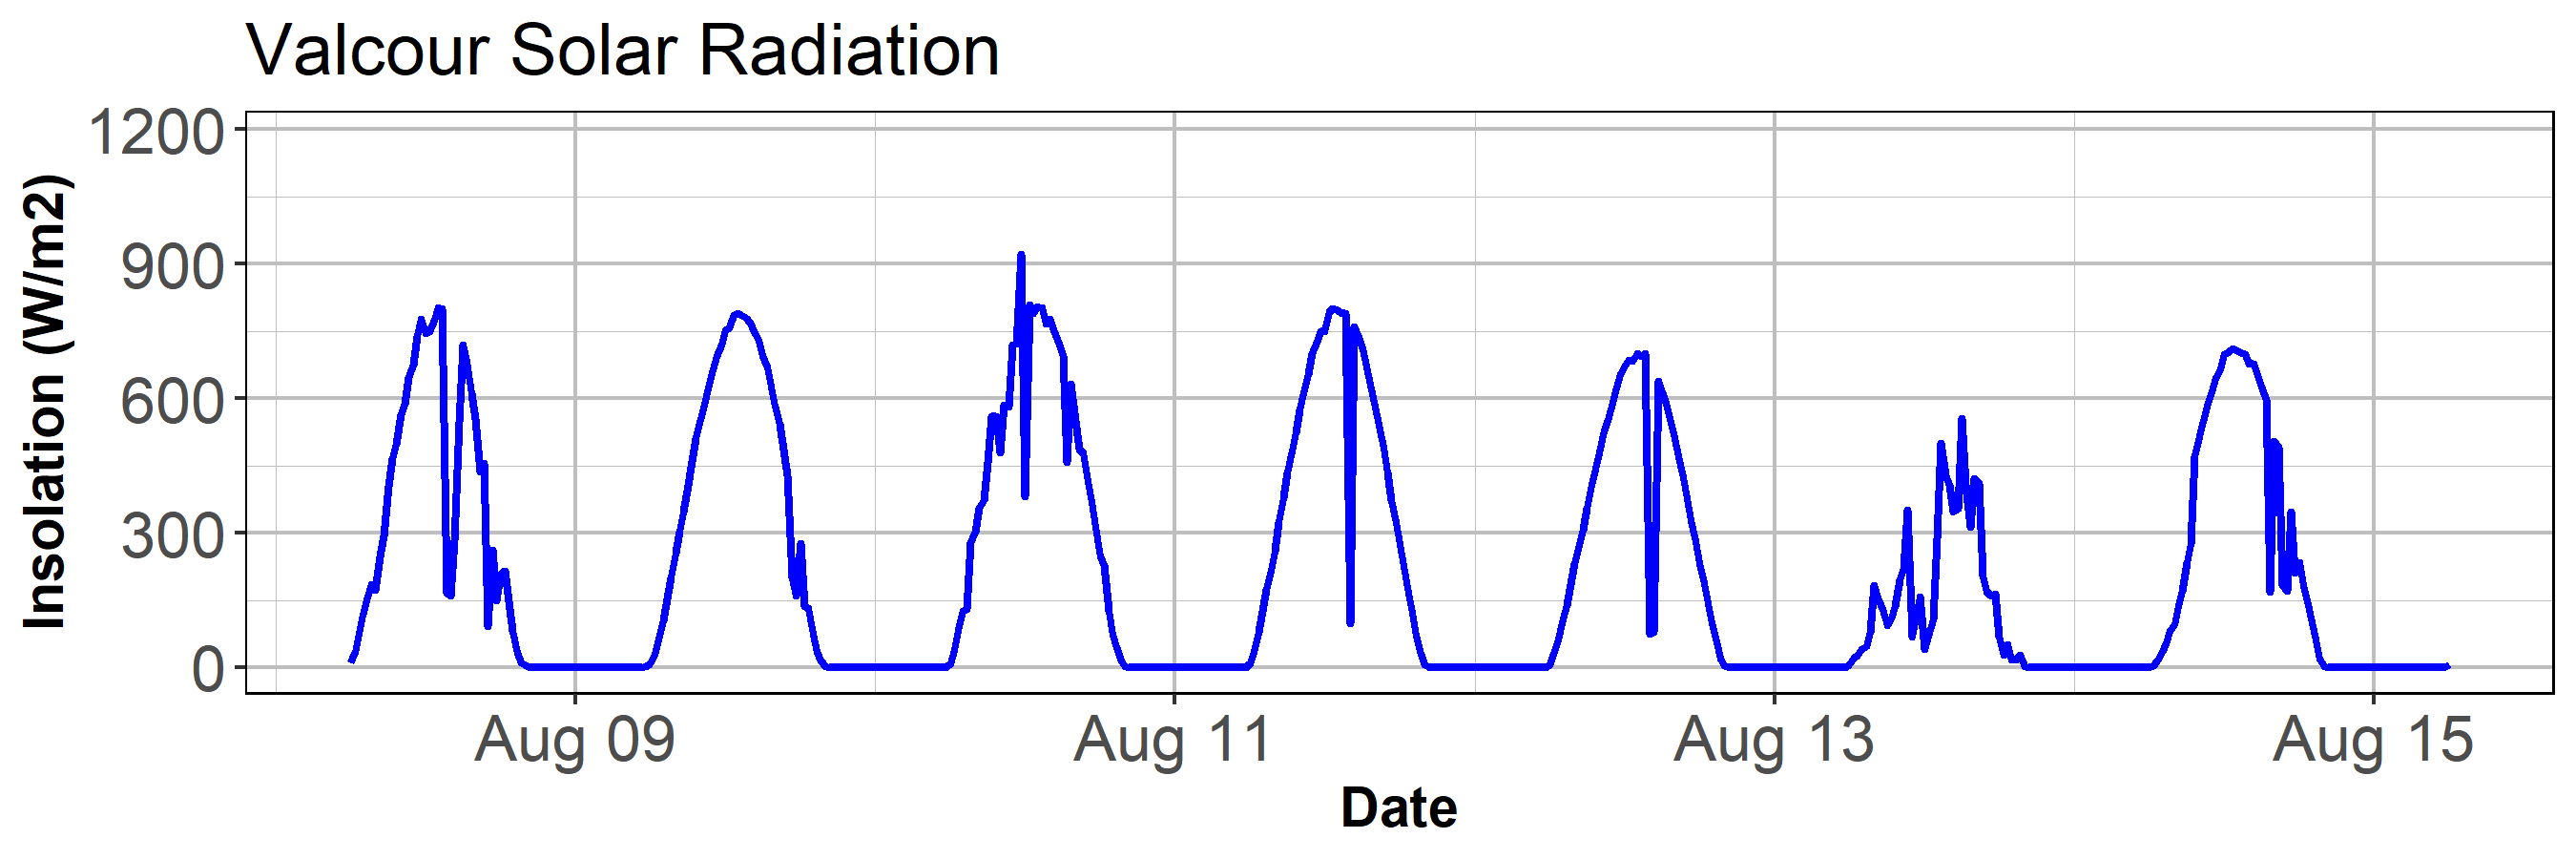 Valcour Solar Radiation
Insolation (W/m2)
1200
900
600
300
0
Aug 09
Aug 11
Aug 13
Aug 15
Date